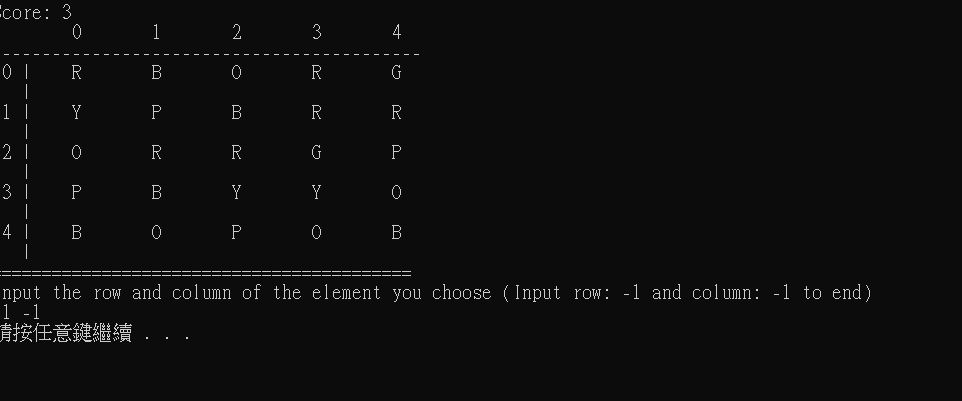 Score: 3
0 1 2 3 4
-----------------------------------------
0 | R B O R G
|
1 | Y P B R R
|
2 | O R R G P
|
3 | P B Y Y O
|
4 | B O P O B
|
=========================================
nput the row and column of the element you choose (Input row: -1 and column: -1 to end)
1 -1
請按任意鍵繼續 . . .